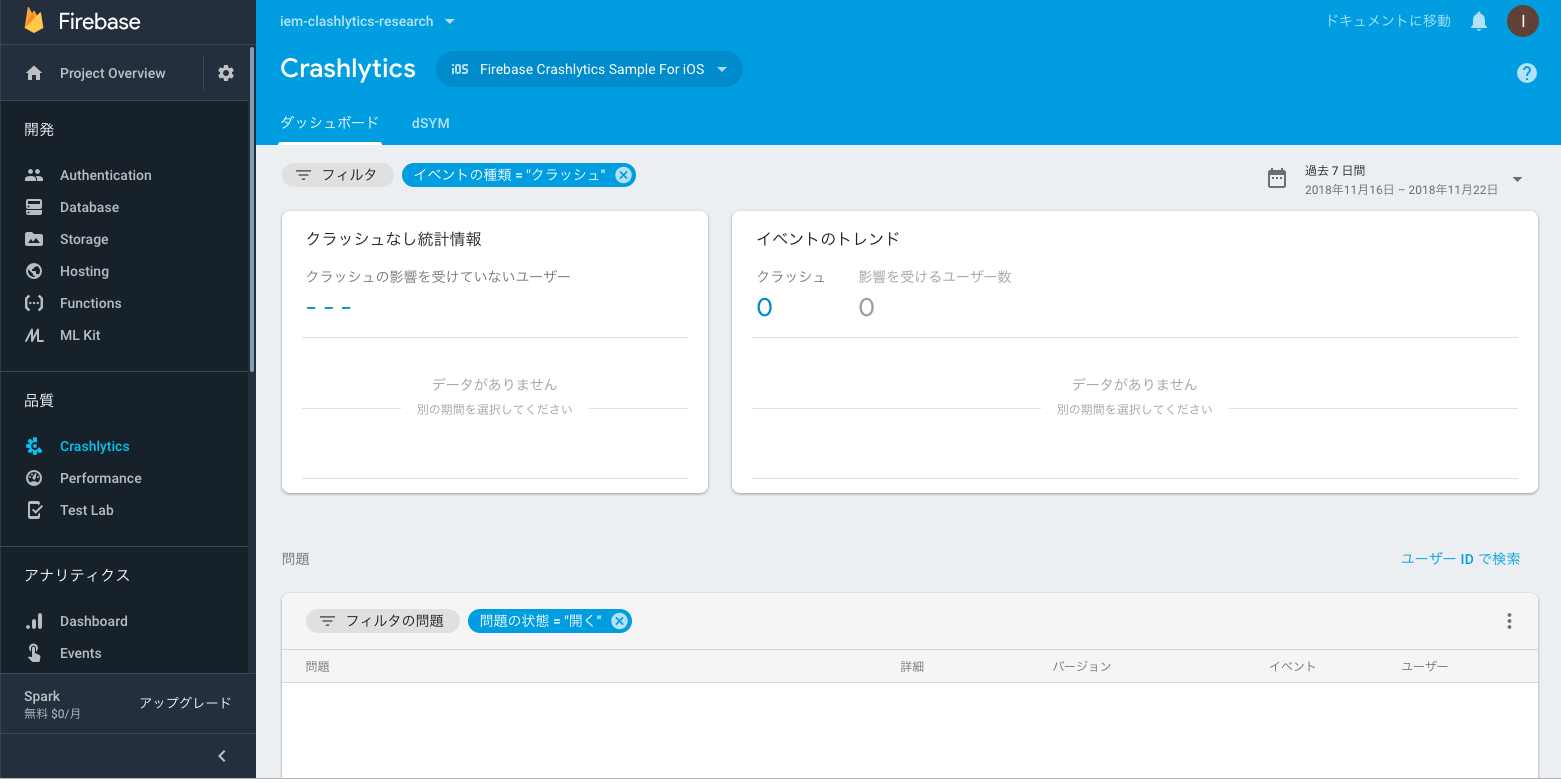 Firebase
Project Overview
開発
Authentication
Database
Storage
Hosting
Functions
ML Kit
品質
Crashlytics
Performance
Test Lab
アナリティクス
Dashboard
Events
Spark
無料 $0/月
アップグレード
iem-clashlytics-research
ドキュメントに移動
I
Crashlytics
iOS Firebase Crashlytics Sample For iOS
?
ダッシュボード dSYM
フィルタ
イベントの種類 = "クラッシュ"
過去 7 日間
2018年11月16日 – 2018年11月22日
クラッシュなし統計情報
クラッシュの影響を受けていないユーザー
– – –
データがありません
別の期間を選択してください
イベントのトレンド
クラッシュ 影響を受けるユーザー数
0 0
データがありません
別の期間を選択してください
問題
ユーザー ID で検索
フィルタの問題
問題の状態 = "開く"
問題 詳細 バージョン イベント ユーザー